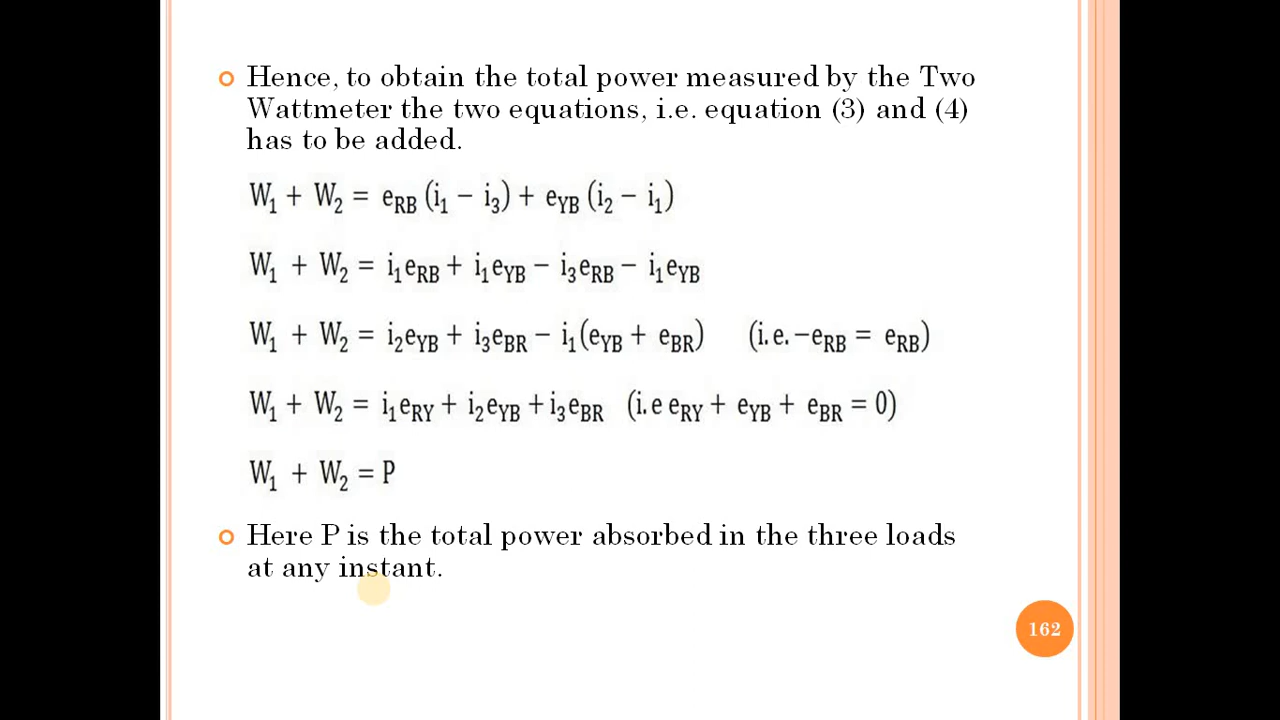 Hence, to obtain the total power measured by the Two
Wattmeter the two equations, i.e. equation (3) and (4)
has to be added.
W₁ + W₂ = eRB (i₁ − i₃) + eYB (i₂ − i₁)
W₁ + W₂ = i₁eRB + i₁eYB − i₃eRB − i₁eYB
W₁ + W₂ = i₂eYB + i₃eBR − i₁(eYB + eBR) (i.e. −eRB = eRB)
W₁ + W₂ = i₁eRY + i₂eYB + i₃eBR (i.e eRY + eYB + eBR = 0)
W₁ + W₂ = P
Here P is the total power absorbed in the three loads
at any instant.
162